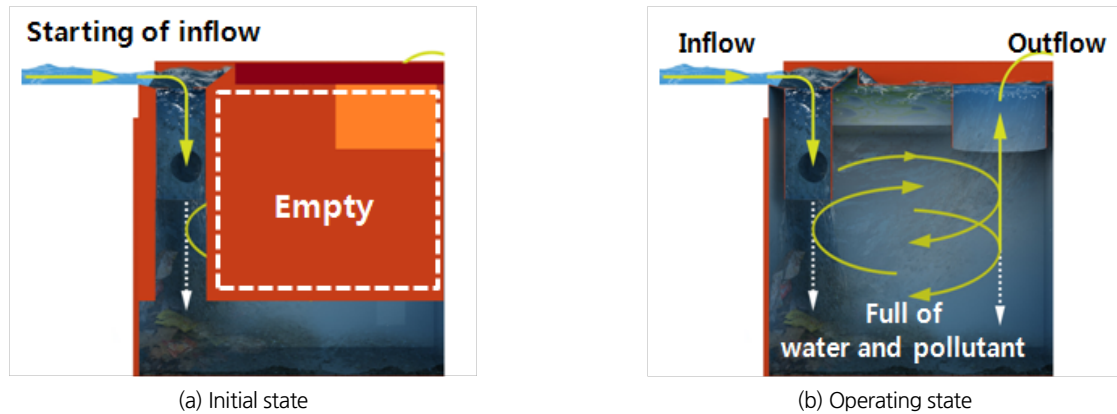 Starting of inflow
Empty
(a) Initial state
Inflow
Outflow
Full of
water and pollutant
(b) Operating state